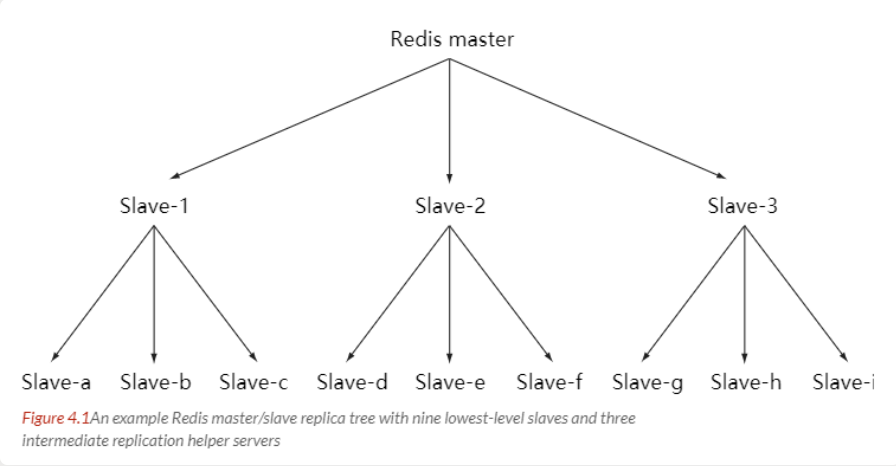 Redis master
Slave-1 Slave-2 Slave-3
Slave-a Slave-b Slave-c Slave-d Slave-e Slave-f Slave-g Slave-h Slave-i
Figure 4.1An example Redis master/slave replica tree with nine lowest-level slaves and three
intermediate replication helper servers